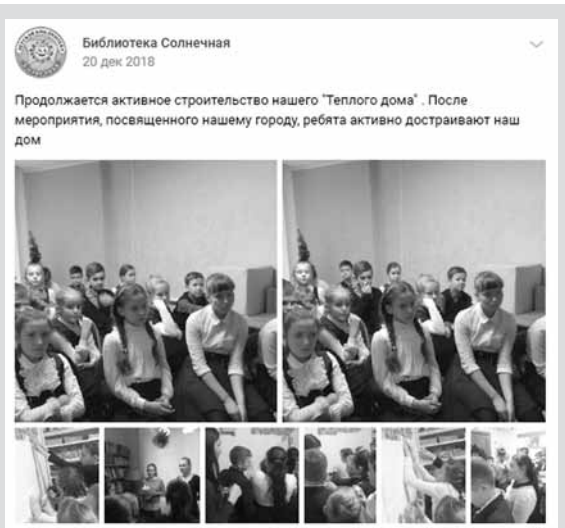 Библиотека Солнечная
20 дек 2018
Продолжается активное строительство нашего "Теплого дома" . После
мероприятия, посвященного нашему городу, ребята активно достраивают наш
дом